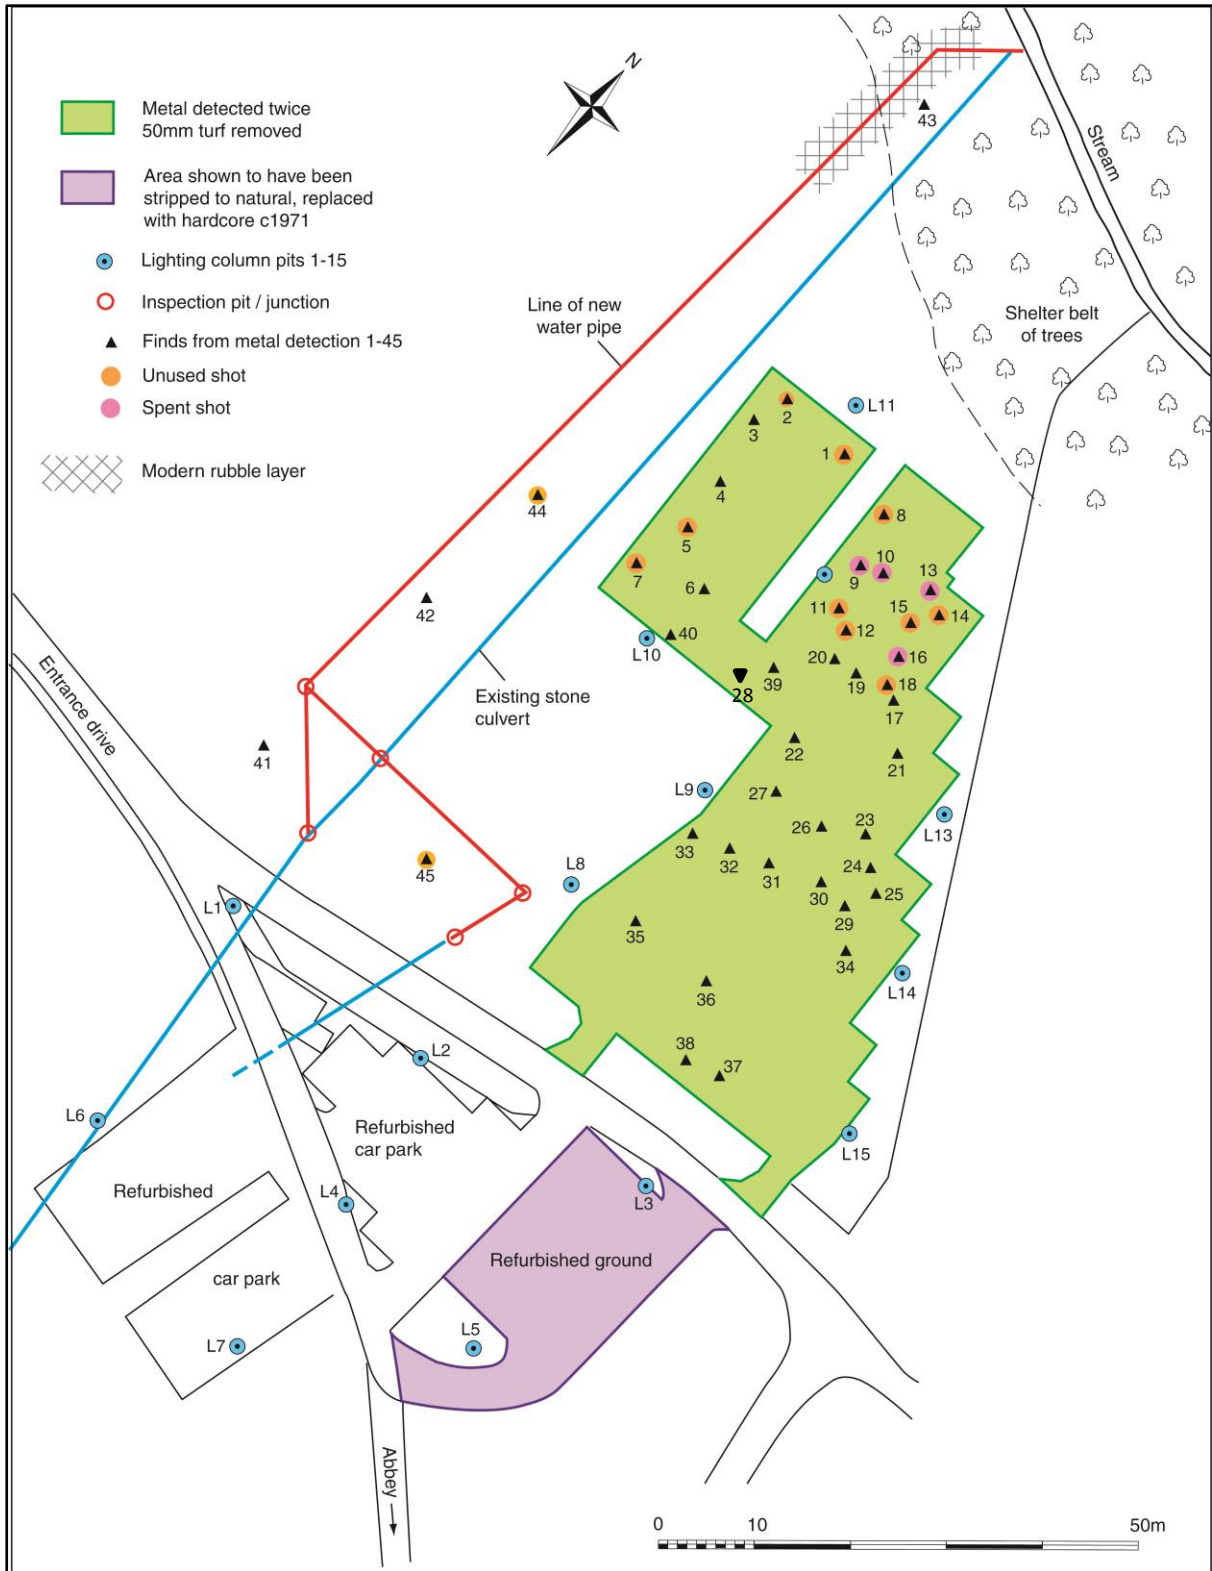 N
Metal detected twice
50mm turf removed
Area shown to have been
stripped to natural, replaced
with hardcore c1971
Lighting column pits 1-15
Inspection pit / junction
Finds from metal detection 1-45
Unused shot
Spent shot
Modern rubble layer
43
Stream
Line of new
water pipe
Shelter belt
of trees
2
L11
3
1
4
44
8
5
10
13
7
9
6
11
15
14
42
12
40
L10
20
16
39
19
18
28
17
Entrance drive
Existing stone
culvert
41
22
21
27
L9
26
23
L13
33
32
31
24
45
L8
30
25
29
L1
35
34
36
L14
38
37
L2
L6
Refurbished
car park
L15
Refurbished
L4
L3
Refurbished ground
car park
L5
L7
Abbey
0 10 50m